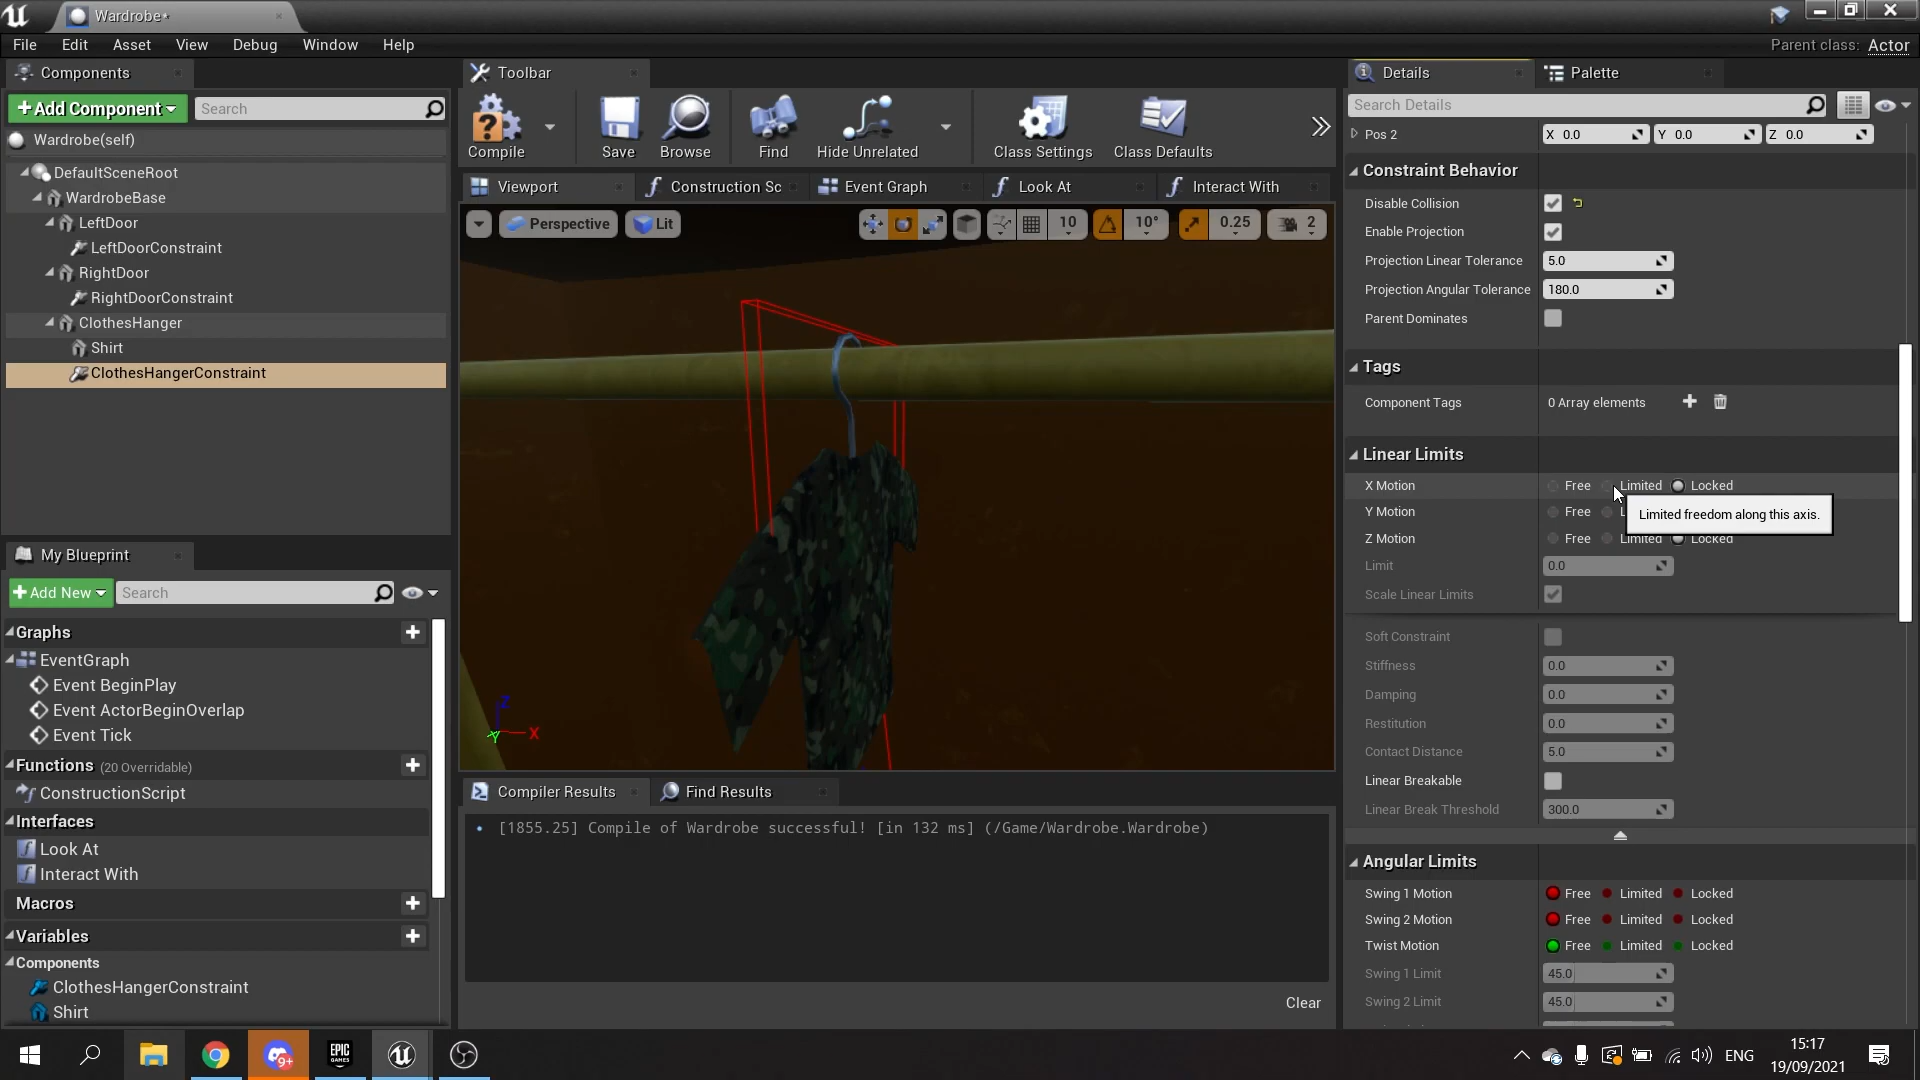 Wardrobe*
File Edit Asset View Debug Window Help
Parent class: Actor
Components
+ Add Component
Search
Wardrobe(self)
DefaultSceneRoot
WardrobeBase
LeftDoor
LeftDoorConstraint
RightDoor
RightDoorConstraint
ClothesHanger
Shirt
ClothesHangerConstraint
My Blueprint
+ Add New
Search
Graphs
EventGraph
Event BeginPlay
Event ActorBeginOverlap
Event Tick
Functions (20 Overridable)
ConstructionScript
Interfaces
Look At
Interact With
Macros
Variables
Components
ClothesHangerConstraint
Shirt
Toolbar
Compile
Save
Browse
Find
Hide Unrelated
Class Settings
Class Defaults
Viewport
Construction Sc
Event Graph
Look At
Interact With
Perspective
Lit
10
10°
0.25
2
Z
Y
X
Compiler Results
Find Results
[1855.25] Compile of Wardrobe successful! [in 132 ms] (/Game/Wardrobe.Wardrobe)
Clear
Details
Palette
Search Details
Pos 2 X 0.0 Y 0.0 Z 0.0
Constraint Behavior
Disable Collision
Enable Projection
Projection Linear Tolerance 5.0
Projection Angular Tolerance 180.0
Parent Dominates
Tags
Component Tags 0 Array elements
Linear Limits
X Motion Free Limited Locked
Limited freedom along this axis.
Y Motion Free L
Z Motion Free Limited Locked
Limit 0.0
Scale Linear Limits
Soft Constraint
Stiffness 0.0
Damping 0.0
Restitution 0.0
Contact Distance 5.0
Linear Breakable
Linear Break Threshold 300.0
Angular Limits
Swing 1 Motion Free Limited Locked
Swing 2 Motion Free Limited Locked
Twist Motion Free Limited Locked
Swing 1 Limit 45.0
Swing 2 Limit 45.0
9+
EPIC
GAMES
ENG
15:17
19/09/2021